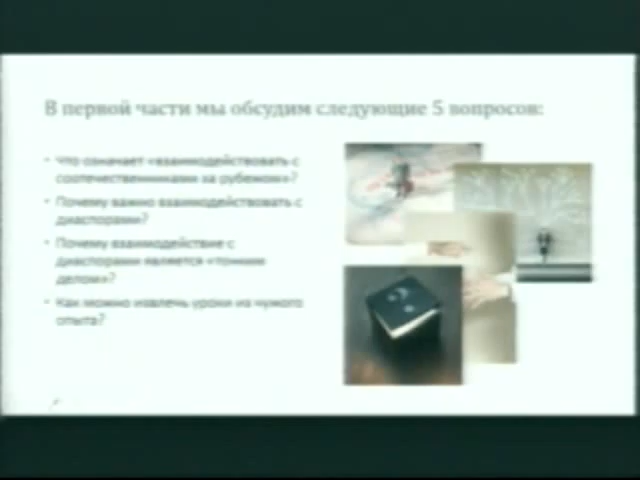 В первой части мы обсудим следующие 5 вопросов:
• Что означает «взаимодействовать с
соотечественниками за рубежом»?
• Почему важно взаимодействовать с
диаспорами?
• Почему взаимодействие с
диаспорами является «тонким
делом»?
• Как можно извлечь уроки из чужого
опыта?